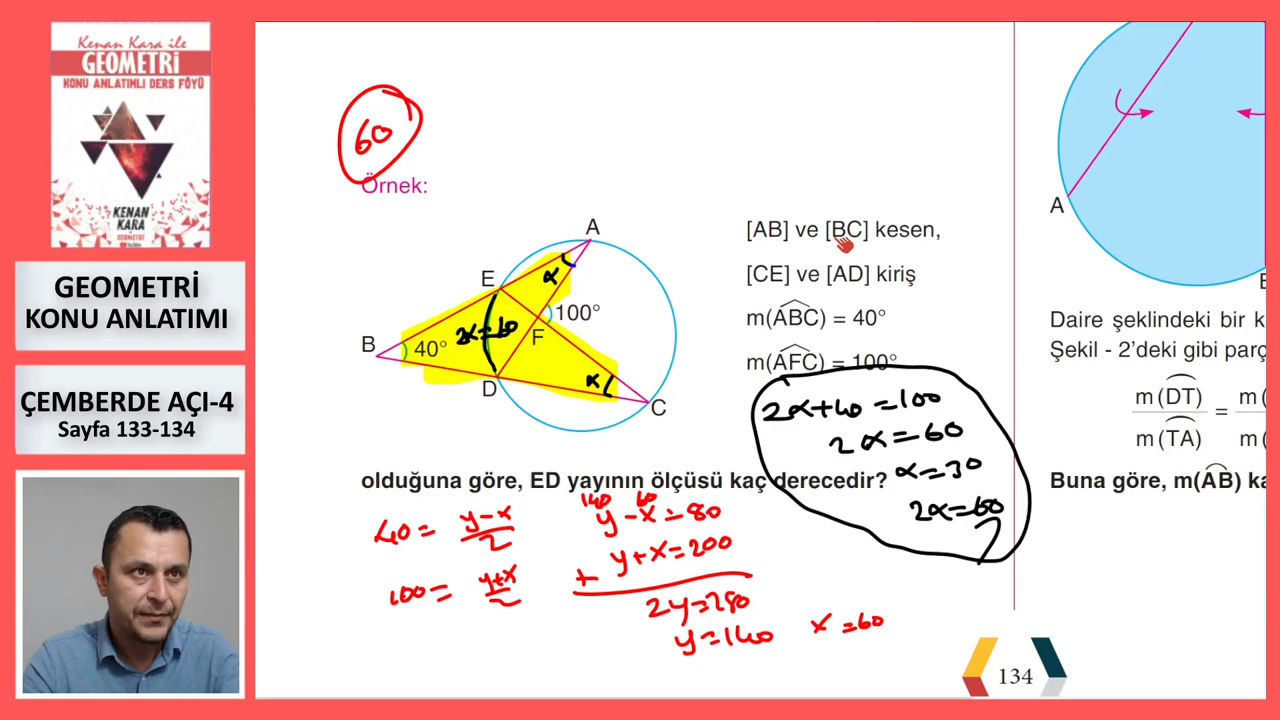 Kenan Kara ile
GEOMETRİ
KONU ANLATIMLI DERS FÖYÜ
KENAN
KARA
GEOMETRİ
GEOMETRİ
KONU ANLATIMI
ÇEMBERDE AÇI-4
Sayfa 133-134
60
Örnek:
A
E
α
100°
2α=60
F
B
40°
α
D
C
[AB] ve [BC] kesen,
[CE] ve [AD] kiriş
m(ABC) = 40°
m(AFC) = 100°
olduğuna göre, ED yayının ölçüsü kaç derecedir?
2α+40=100
2α=60
α=30
2α=60
40= y-x
2
100= y+x
2
140 60
y-x=80
y+x=200
+
2y=280
y=140 x=60
A
E
Daire şeklindeki bir k
Şekil - 2'deki gibi parç
m (DT) = m (
m (TA) m (
Buna göre, m(AB) ka
134